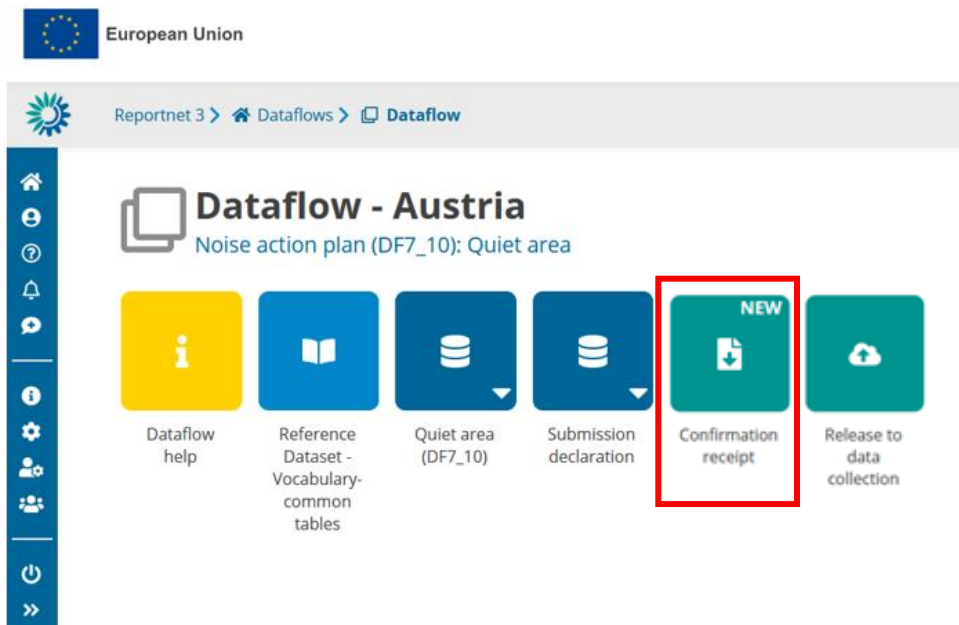 European Union
Reportnet 3 > Dataflows > Dataflow
Dataflow - Austria
Noise action plan (DF7_10): Quiet area
NEW
Dataflow
help
Reference
Dataset -
Vocabulary-
common
tables
Quiet area
(DF7_10)
Submission
declaration
Confirmation
receipt
Release to
data
collection